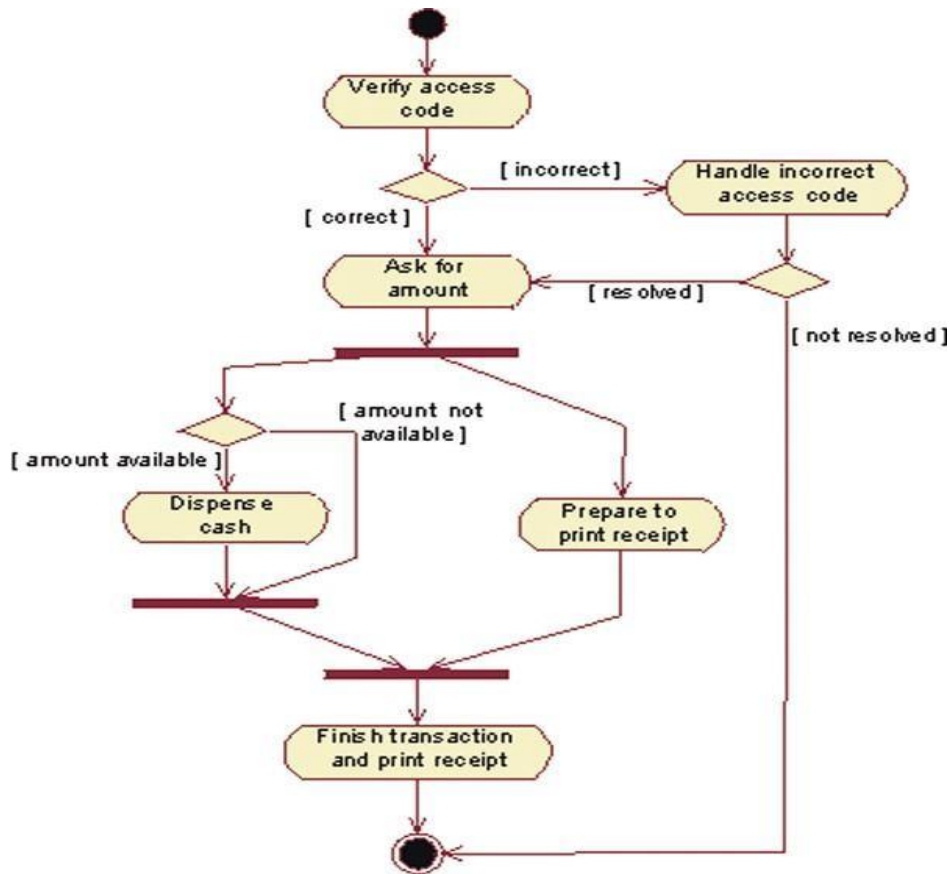 Verify access
code
[ incorrect ]
Handle incorrect
access code
[ correct ]
Ask for
amount
[ resolved ]
[ not resolved ]
[ amount not
available ]
[ amount available ]
Dispense
cash
Prepare to
print receipt
Finish transaction
and print receipt